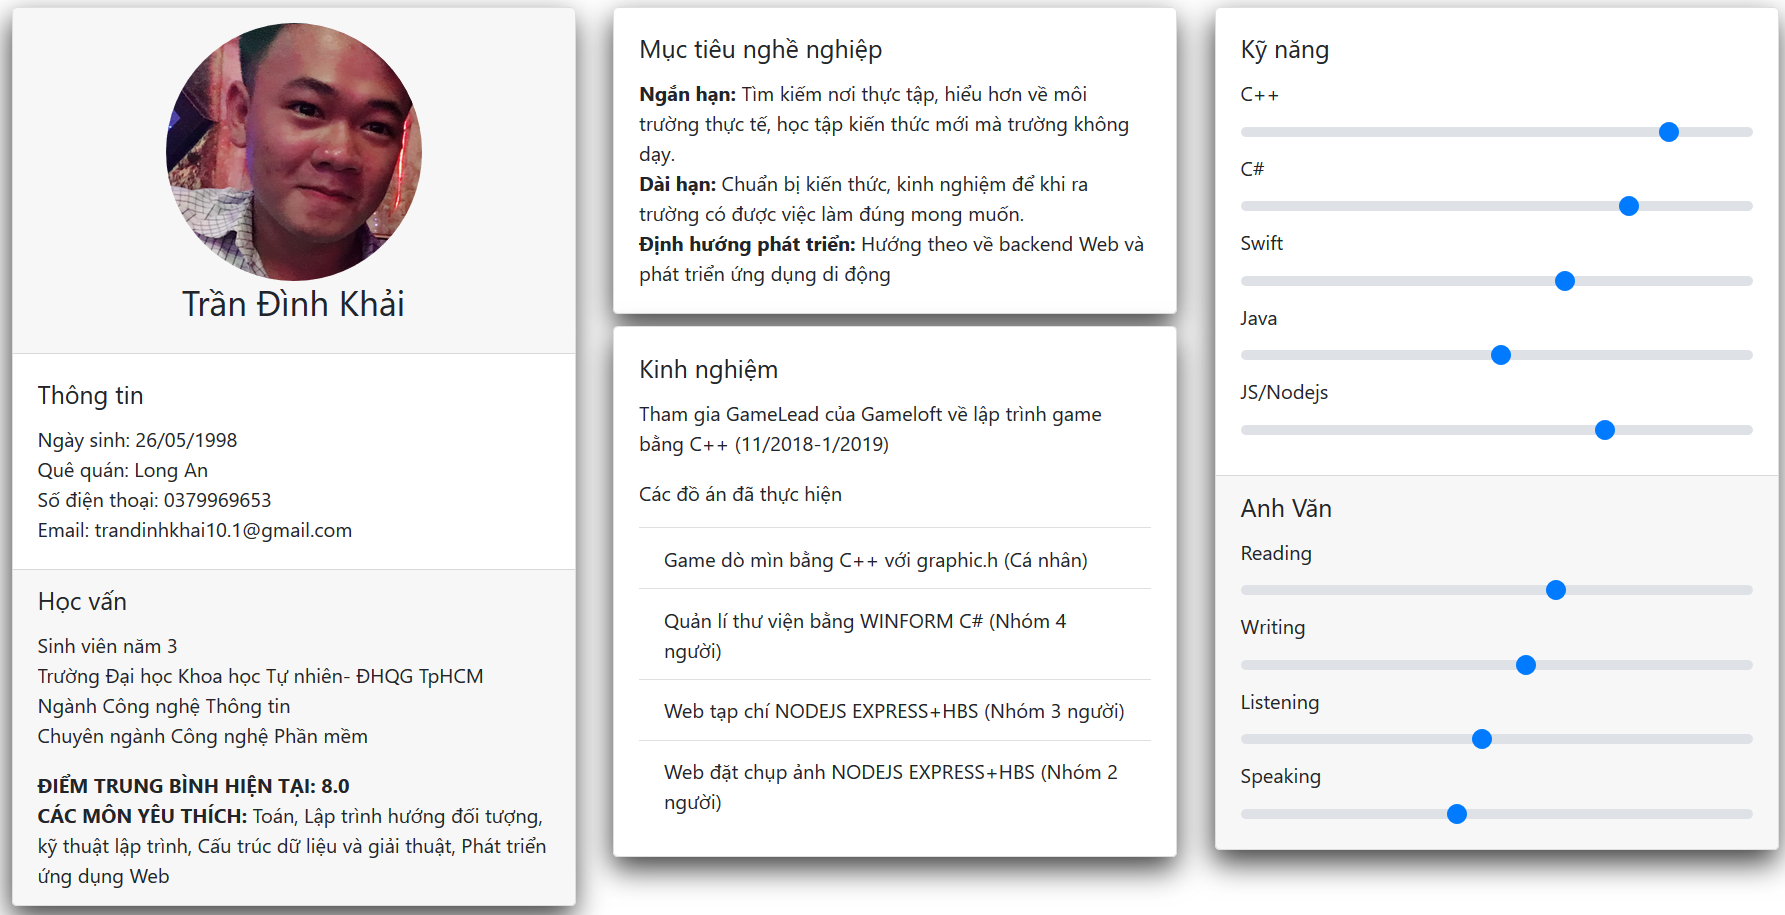 Trần Đình Khải
Thông tin
Ngày sinh: 26/05/1998
Quê quán: Long An
Số điện thoại: 0379969653
Email: trandinhkhai10.1@gmail.com
Học vấn
Sinh viên năm 3
Trường Đại học Khoa học Tự nhiên- ĐHQG TpHCM
Ngành Công nghệ Thông tin
Chuyên ngành Công nghệ Phần mềm
ĐIỂM TRUNG BÌNH HIỆN TẠI: 8.0
CÁC MÔN YÊU THÍCH: Toán, Lập trình hướng đối tượng,
kỹ thuật lập trình, Cấu trúc dữ liệu và giải thuật, Phát triển
ứng dụng Web
Mục tiêu nghề nghiệp
Ngắn hạn: Tìm kiếm nơi thực tập, hiểu hơn về môi
trường thực tế, học tập kiến thức mới mà trường không
dạy.
Dài hạn: Chuẩn bị kiến thức, kinh nghiệm để khi ra
trường có được việc làm đúng mong muốn.
Định hướng phát triển: Hướng theo về backend Web và
phát triển ứng dụng di động
Kinh nghiệm
Tham gia GameLead của Gameloft về lập trình game
bằng C++ (11/2018-1/2019)
Các đồ án đã thực hiện
Game dò mìn bằng C++ với graphic.h (Cá nhân)
Quản lí thư viện bằng WINFORM C# (Nhóm 4
người)
Web tạp chí NODEJS EXPRESS+HBS (Nhóm 3 người)
Web đặt chụp ảnh NODEJS EXPRESS+HBS (Nhóm 2
người)
Kỹ năng
C++
C#
Swift
Java
JS/Nodejs
Anh Văn
Reading
Writing
Listening
Speaking